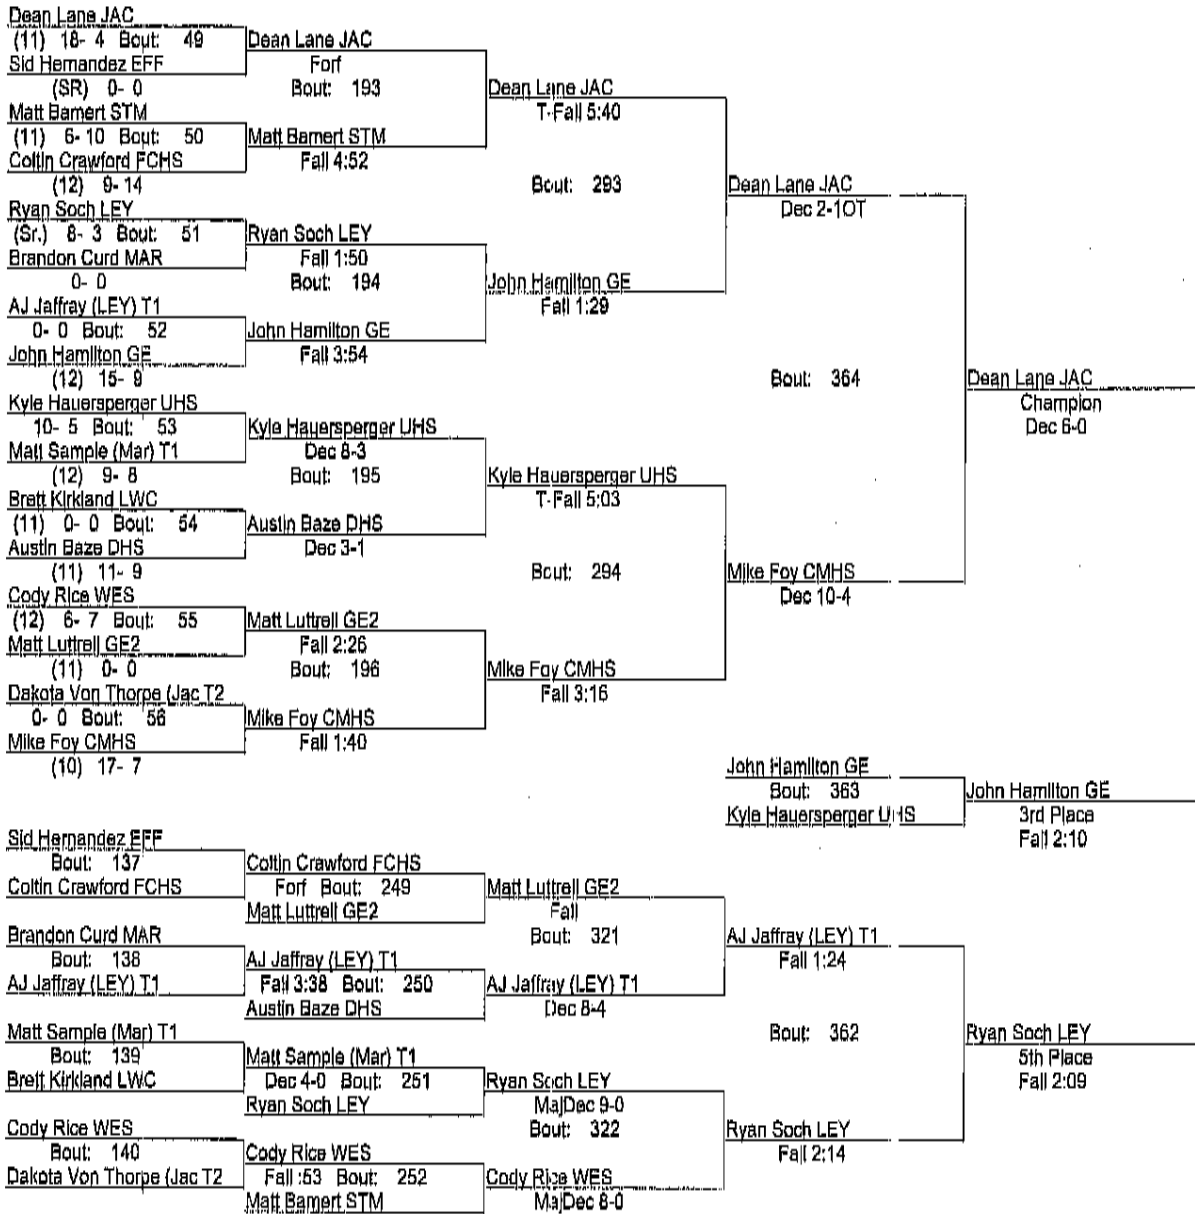 Dean Lane JAC
(11) 18- 4 Bout: 49
Sid Hernandez EFF
(SR) 0- 0
Matt Barnert STM
(11) 6- 10 Bout: 50
Coltin Crawford FCHS
(12) 9- 14
Ryan Soch LEY
(Sr.) 8- 3 Bout: 51
Brandon Curd MAR
0- 0
AJ Jaffray (LEY) T1
0- 0 Bout: 52
John Hamilton GE
(12) 15- 9
Kyle Hauersperger UHS
10- 5 Bout: 53
Matt Sample (Mar) T1
(12) 9- 8
Brett Kirkland LWC
(11) 0- 0 Bout: 54
Austin Baze DHS
(11) 11- 9
Cody Rice WES
(12) 6- 7 Bout: 55
Matt Luttrell GE2
(11) 0- 0
Dakota Von Thorpe (Jac T2
0- 0 Bout: 56
Mike Foy CMHS
(10) 17- 7
Dean Lane JAC
Forf
Bout: 193
Matt Barnert STM
Fall 4:52
Ryan Soch LEY
Fall 1:50
Bout: 194
John Hamilton GE
Fall 3:54
Kyle Hauersperger UHS
Dec 8-3
Bout: 195
Austin Baze DHS
Dec 3-1
Matt Luttrell GE2
Fall 2:26
Bout: 196
Mike Foy CMHS
Fall 1:40
Dean Lane JAC
T-Fall 5:40
Bout: 293
John Hamilton GE
Fall 1:29
Kyle Hauersperger UHS
T-Fall 5:03
Bout: 294
Mike Foy CMHS
Fall 3:16
Dean Lane JAC
Dec 2-1OT
Bout: 364
Mike Foy CMHS
Dec 10-4
Dean Lane JAC
Champion
Dec 6-0
John Hamilton GE
Bout: 363
Kyle Hauersperger UHS
John Hamilton GE
3rd Place
Fall 2:10
Sid Hernandez EFF
Bout: 137
Coltin Crawford FCHS
Brandon Curd MAR
Bout: 138
AJ Jaffray (LEY) T1
Matt Sample (Mar) T1
Bout: 139
Brett Kirkland LWC
Cody Rice WES
Bout: 140
Dakota Von Thorpe (Jac T2
Coltin Crawford FCHS
Forf Bout: 249
Matt Luttrell GE2
AJ Jaffray (LEY) T1
Fall 3:38 Bout: 250
Austin Baze DHS
Matt Sample (Mar) T1
Dec 4-0 Bout: 251
Ryan Soch LEY
Cody Rice WES
Fall :53 Bout: 252
Matt Barnert STM
Matt Luttrell GE2
Fall
Bout: 321
AJ Jaffray (LEY) T1
Dec 8-4
Ryan Soch LEY
MajDec 9-0
Bout: 322
Cody Rice WES
MajDec 8-0
AJ Jaffray (LEY) T1
Fall 1:24
Bout: 362
Ryan Soch LEY
Fall 2:14
Ryan Soch LEY
5th Place
Fall 2:09